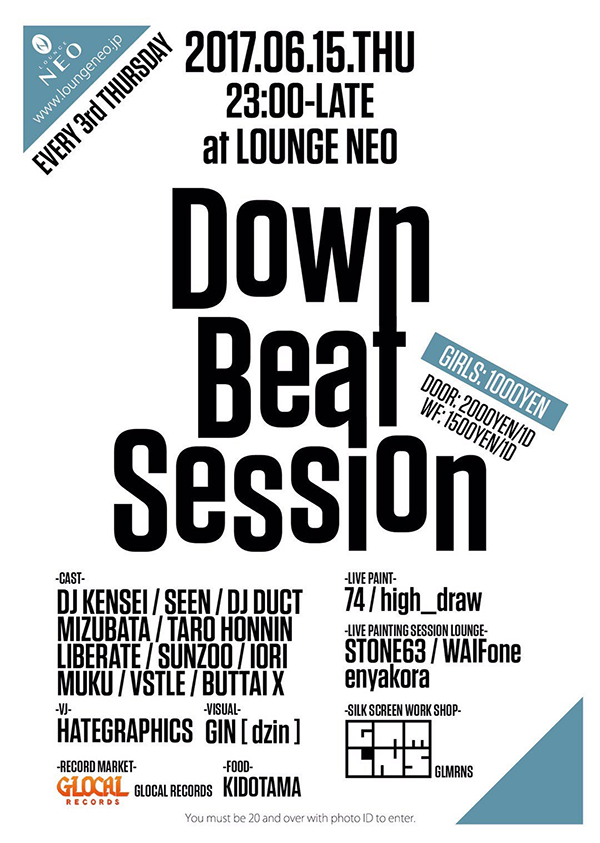 LOUNGE
NEO
www.loungeneo.jp
EVERY 3rd THURSDAY
2017.06.15.THU
23:00-LATE
at LOUNGE NEO
Down
Beat
Session
GIRLS: 1000YEN
DOOR: 2000YEN/1D
WF: 1500YEN/1D
-CAST-
DJ KENSEI / SEEN / DJ DUCT
MIZUBATA / TARO HONNIN
LIBERATE / SUNZOO / IORI
MUKU / VSTLE / BUTTAI X
-VJ-
HATEGRAPHICS
-VISUAL-
GIN [ dzin ]
-RECORD MARKET-
GLOCAL
RECORDS
GLOCAL RECORDS
-FOOD-
KIDOTAMA
-LIVE PAINT-
74 / high_draw
-LIVE PAINTING SESSION LOUNGE-
STONE63 / WAIFone
enyakora
-SILK SCREEN WORK SHOP-
GLMRNS
You must be 20 and over with photo ID to enter.